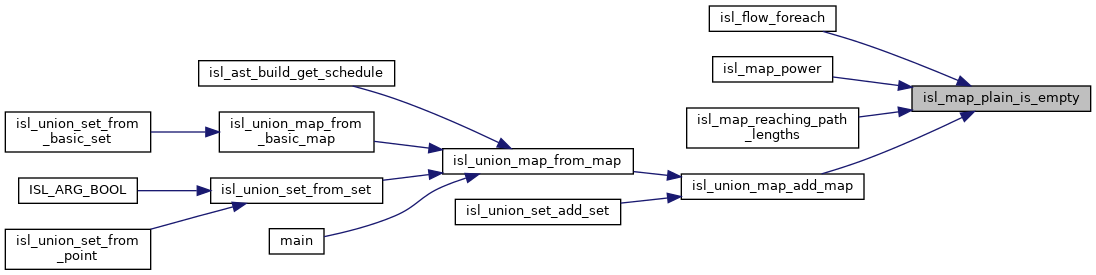 isl_flow_foreach
isl_map_power
isl_ast_build_get_schedule
isl_map_plain_is_empty
isl_map_reaching_path
_lengths
isl_union_set_from
_basic_set
isl_union_map_from
_basic_map
isl_union_map_from_map
isl_union_map_add_map
ISL_ARG_BOOL
isl_union_set_from_set
isl_union_set_add_set
isl_union_set_from
_point
main